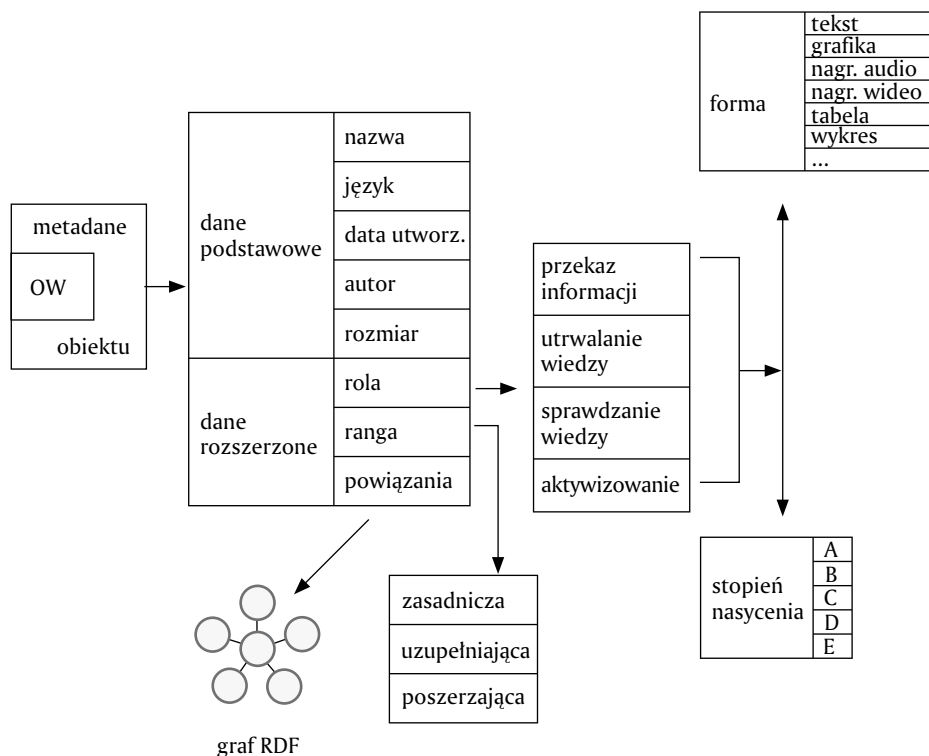 metadane
OW
obiektu
dane
podstawowe
nazwa
język
data utworz.
autor
rozmiar
dane
rozszerzone
rola
ranga
powiązania
przekaz
informacji
utrwalanie
wiedzy
sprawdzanie
wiedzy
aktywizowanie
forma
tekst
grafika
nagr. audio
nagr. wideo
tabela
wykres
...
stopień
nasycenia
A
B
C
D
E
zasadnicza
uzupełniająca
poszerzająca
graf RDF